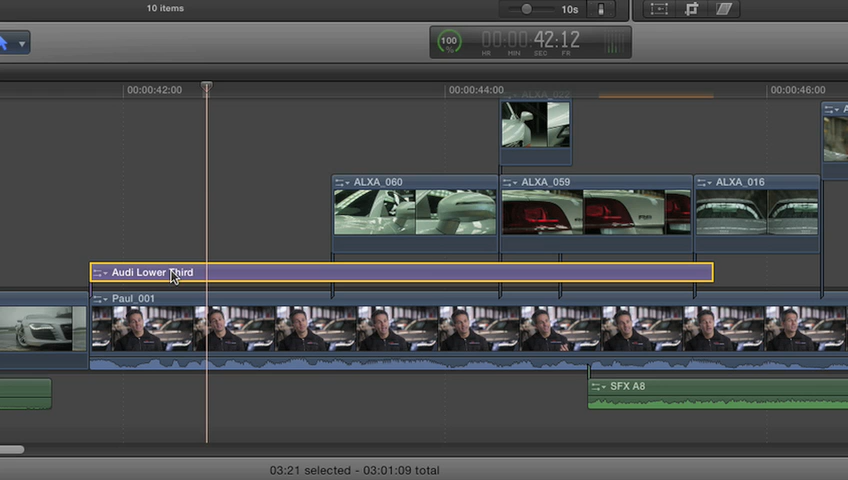 10 items
10s
100
%
00:00:42:12
HR MIN SEC FR
00:00:42:00
00:00:44:00
00:00:46:00
ALXA_022
ALXA_060
ALXA_059
ALXA_016
Audi Lower Third
Paul_001
SFX A8
03:21 selected - 03:01:09 total